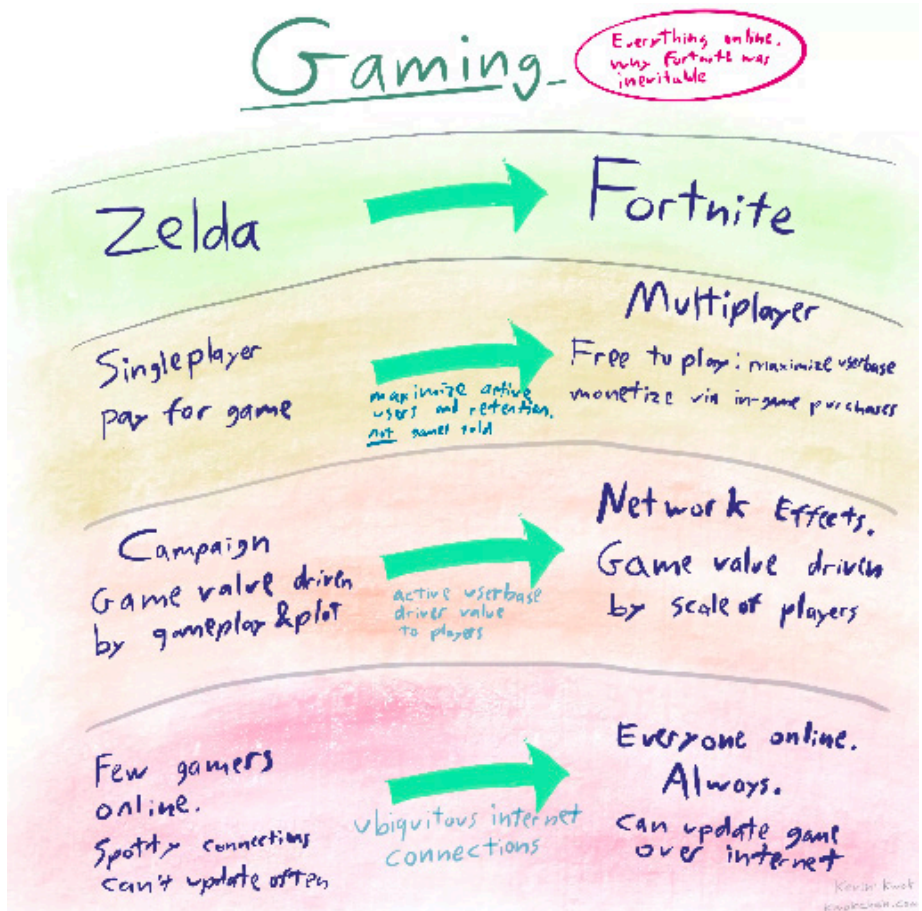 Gaming
Everything online.
Why Fortnite was
inevitable
Zelda
Fortnite
Singleplayer
pay for game
maximize active
users and retention,
not games sold
Multiplayer
Free to play: maximize userbase
monetize via in-game purchases
Campaign
Game value driven
by gameplay & plot
active userbase
driver value
to players
Network Effects.
Game value driven
by scale of players
Few gamers
online.
Spotty connections
can't update often
ubiquitous internet
connections
Everyone online.
Always.
can update game
over internet
Kevin Kwok
kwokchain.com